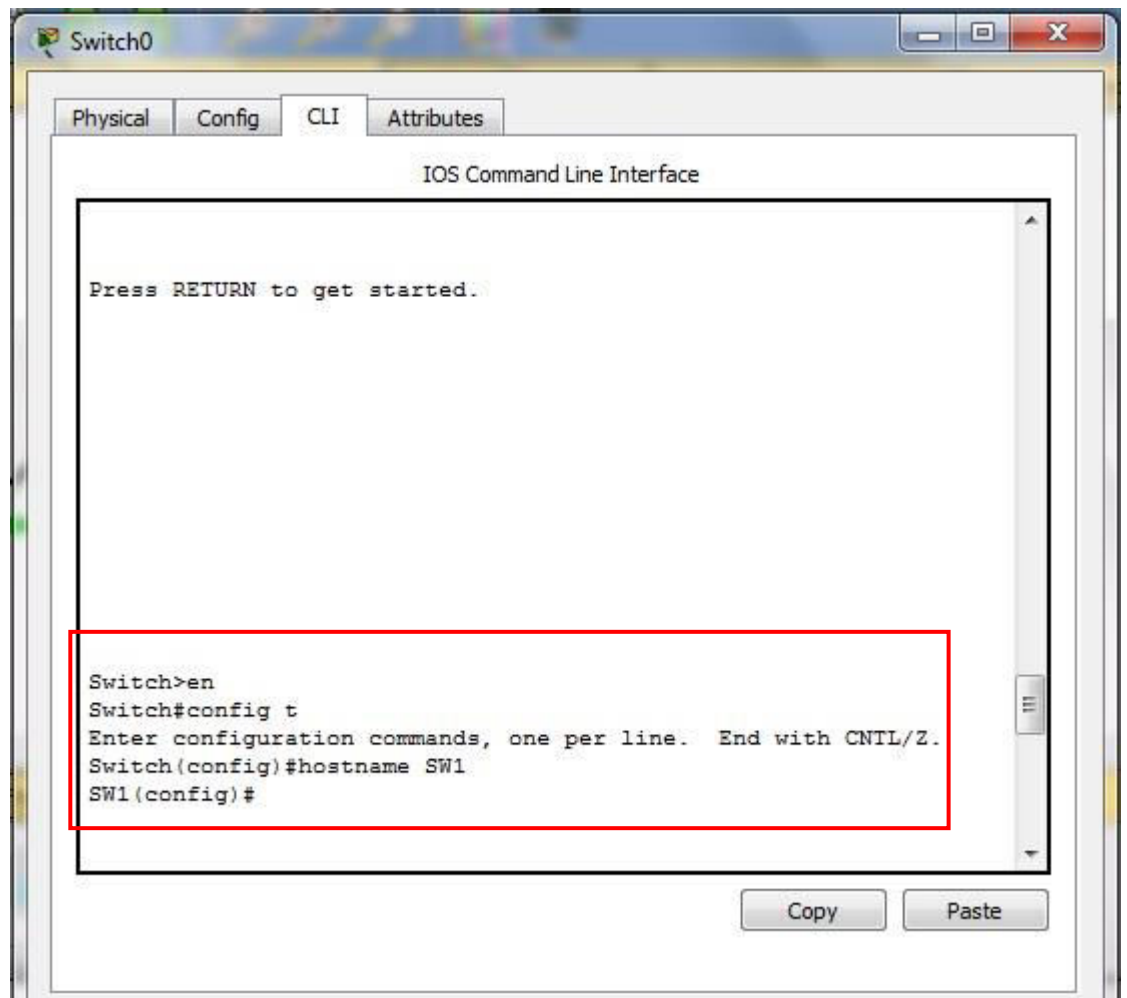 Switch0
Physical Config CLI Attributes
IOS Command Line Interface
Press RETURN to get started.
Switch>en
Switch#config t
Enter configuration commands, one per line.  End with CNTL/Z.
Switch(config)#hostname SW1
SW1(config)#
Copy Paste